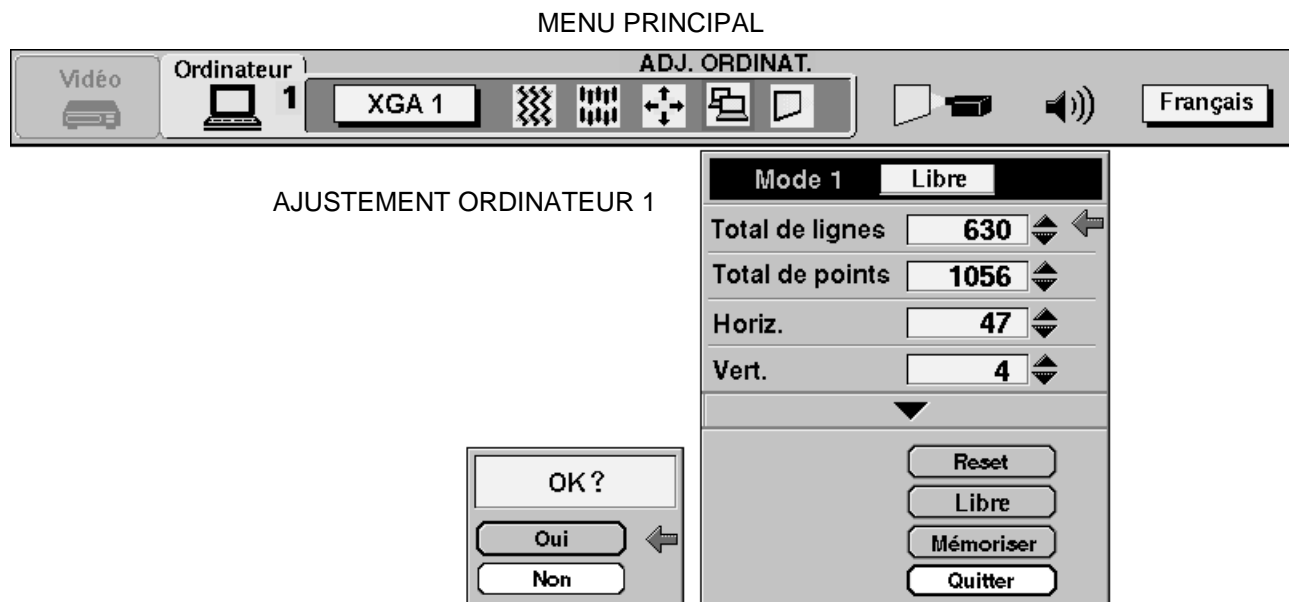 MENU PRINCIPAL
Vidéo
Ordinateur
1
ADJ. ORDINAT.
XGA 1
Français
AJUSTEMENT ORDINATEUR 1
Mode 1 Libre
Total de lignes 630
Total de points 1056
Horiz. 47
Vert. 4
Reset
Libre
Mémoriser
Quitter
OK?
Oui
Non